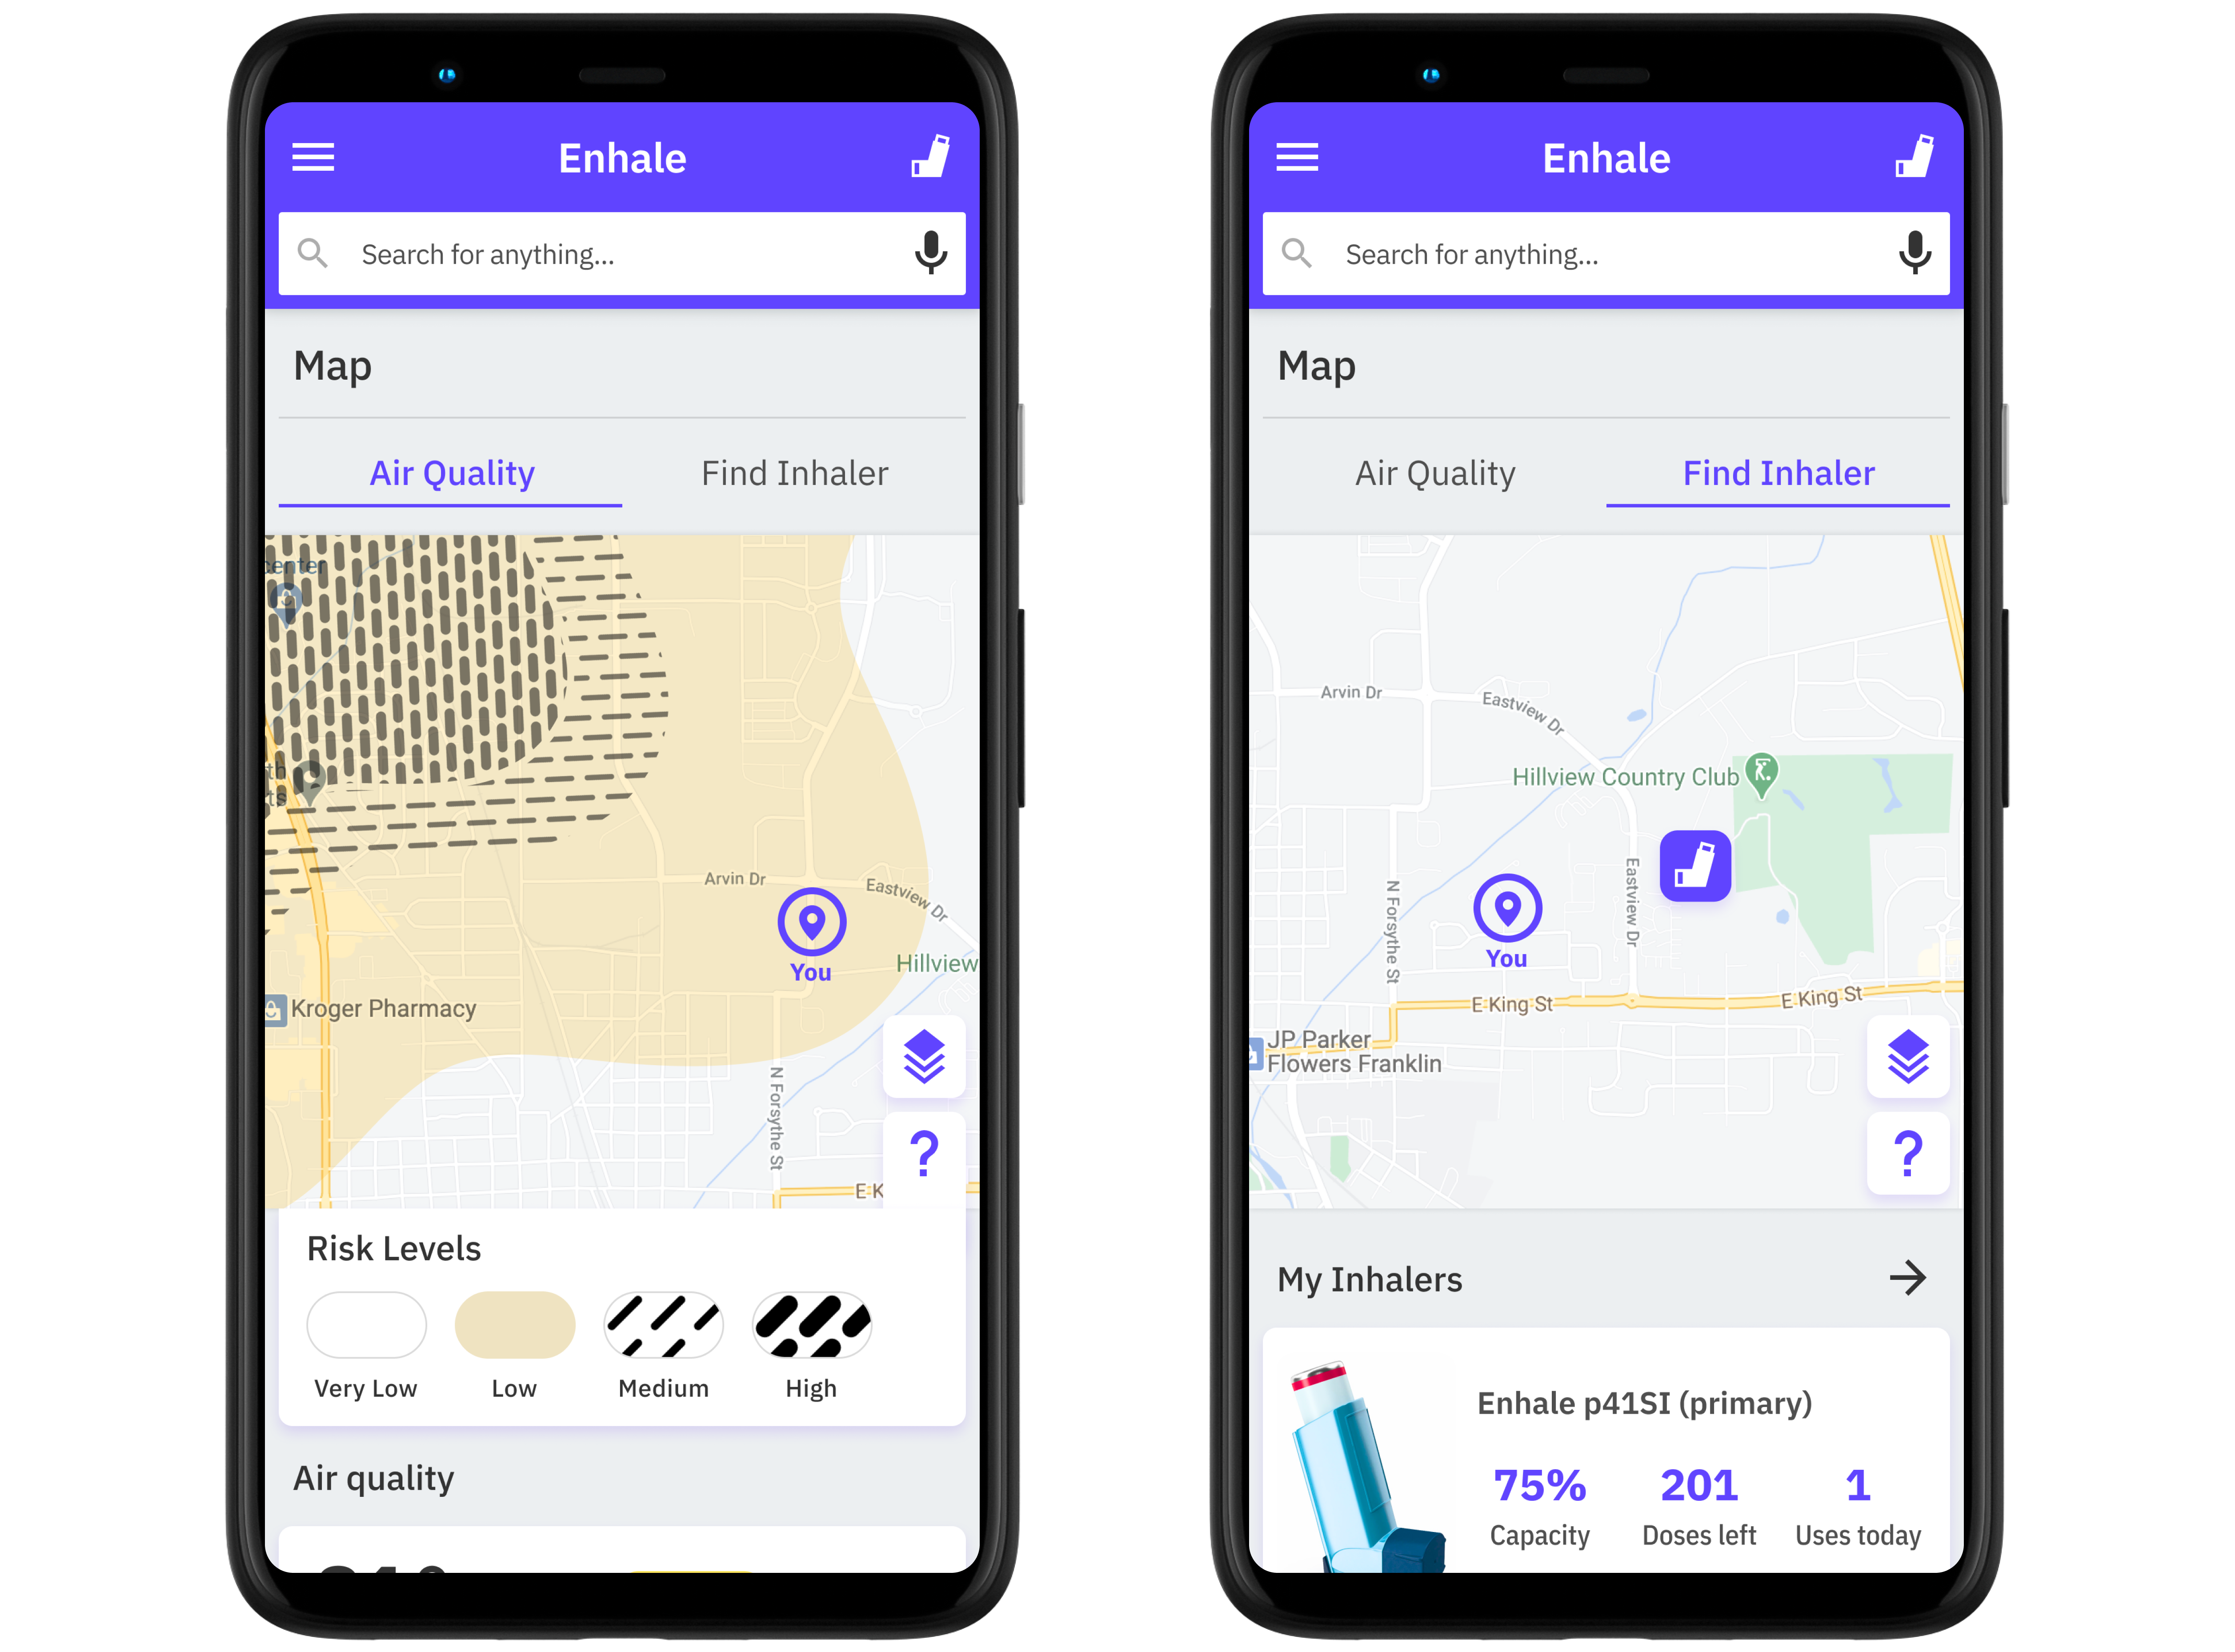 Enhale
Search for anything...
Map
Air Quality
Find Inhaler
center
th
ts
Arvin Dr
Eastview Dr
You
Hillview
Kroger Pharmacy
N Forsythe St
E K
?
Risk Levels
Very Low
Low
Medium
High
Air quality
Enhale
Search for anything...
Map
Air Quality
Find Inhaler
Arvin Dr
Eastview Dr
Hillview Country Club
N Forsythe St
Eastview Dr
You
E King St
E King St
JP Parker
Flowers Franklin
?
My Inhalers
Enhale p41SI (primary)
75%
201
1
Capacity
Doses left
Uses today